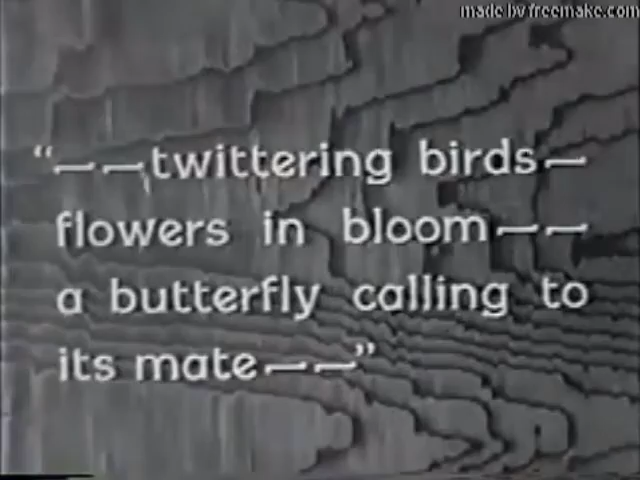 made by freemake.com
"——twittering birds—
flowers in bloom——
a butterfly calling to
its mate——"